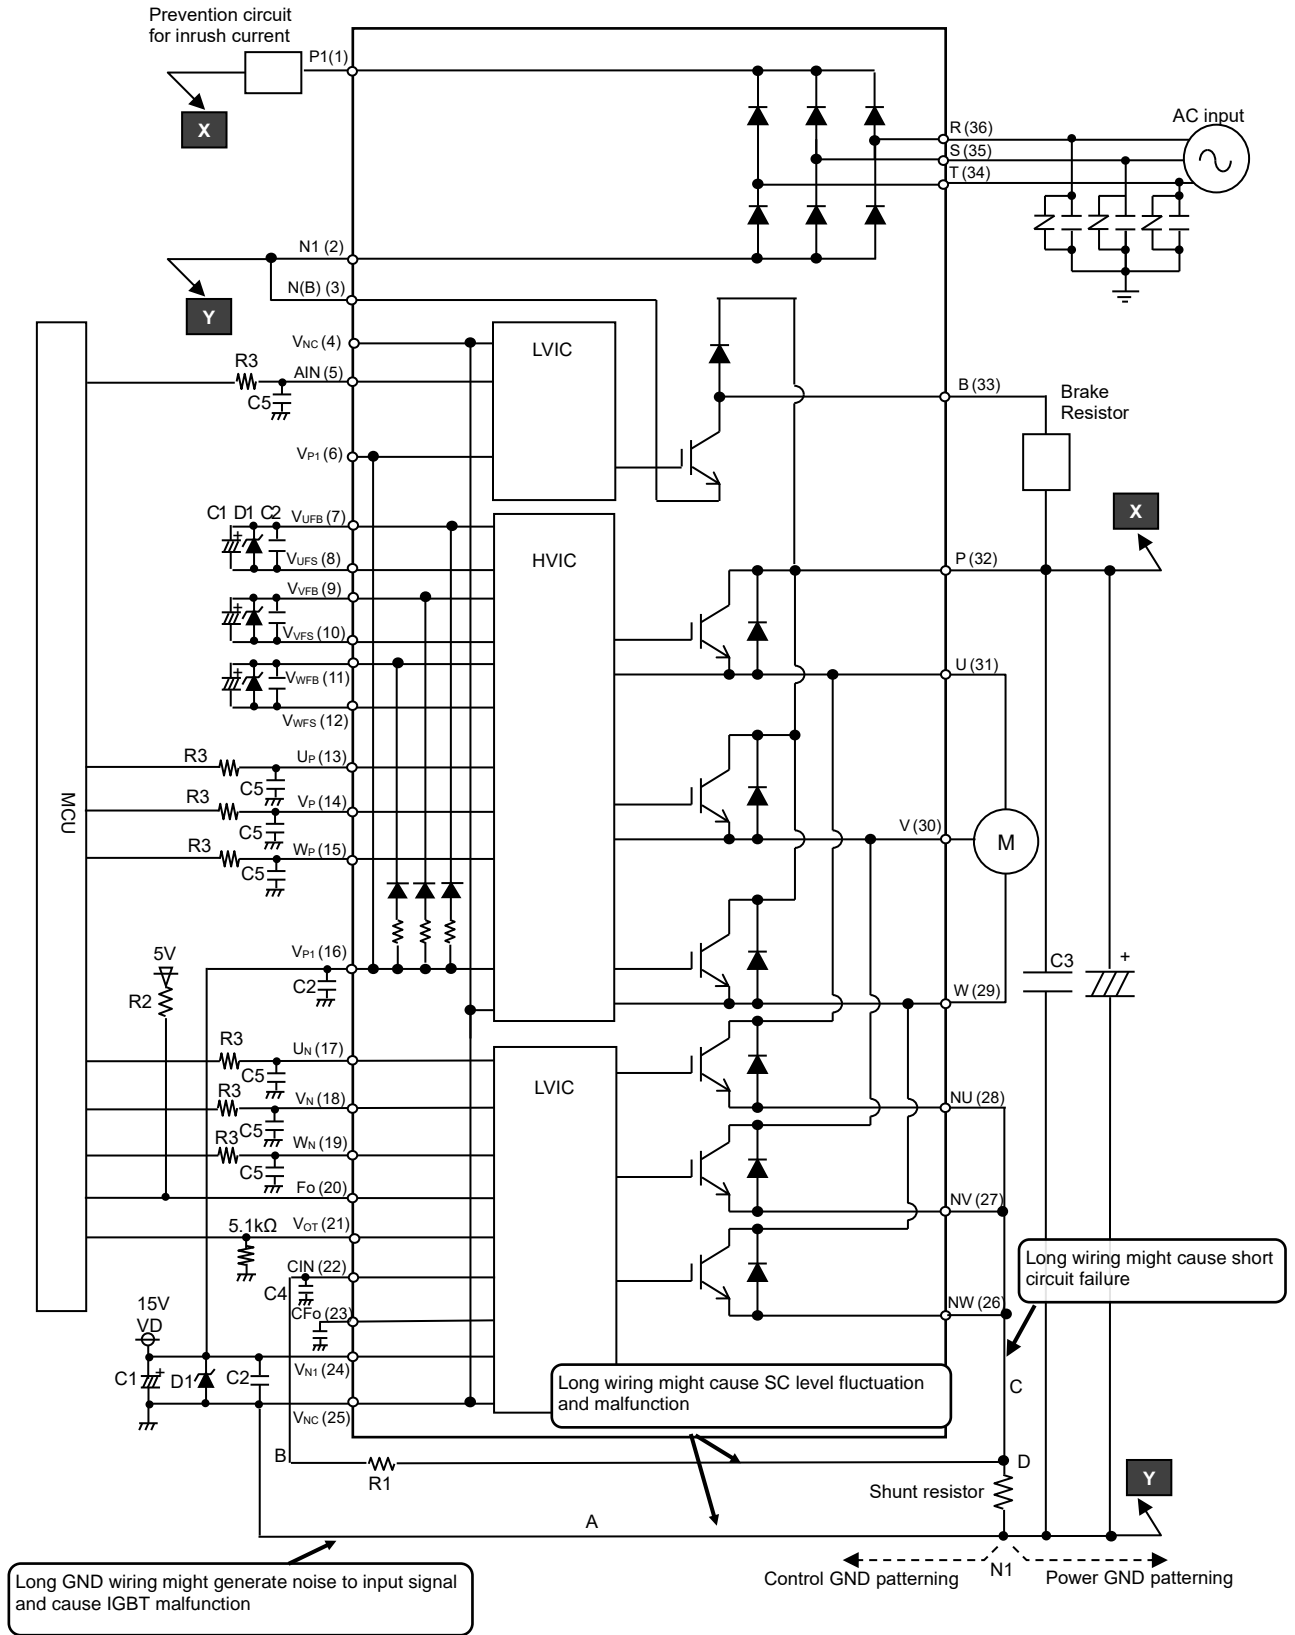 Prevention circuit
for inrush current
P1(1)
X
AC input
R (36)
S (35)
T (34)
N1 (2)
N(B) (3)
Y
VNC (4)
LVIC
R3
AIN (5)
C5
B (33)
Brake
Resistor
VP1 (6)
X
C1 D1 C2
VUFB (7)
HVIC
VUFS (8)
P (32)
VVFB (9)
VVFS (10)
VWFB (11)
U (31)
VWFS (12)
R3
UP (13)
C5
R3
VP (14)
MCU
C5
V (30)
M
R3
WP (15)
C5
5V
VP1 (16)
C2
R2
C3
+
W (29)
R3
UN (17)
C5
LVIC
R3
VN (18)
NU (28)
C5
R3
WN (19)
C5
Fo (20)
NV (27)
5.1kΩ
VOT (21)
Long wiring might cause short
circuit failure
CIN (22)
C4
CFo (23)
NW (26)
15V
VD
VN1 (24)
C1
+
D1
C2
Long wiring might cause SC level fluctuation
and malfunction
C
VNC (25)
B
R1
D
Y
Shunt resistor
A
N1
Control GND patterning
Power GND patterning
Long GND wiring might generate noise to input signal
and cause IGBT malfunction